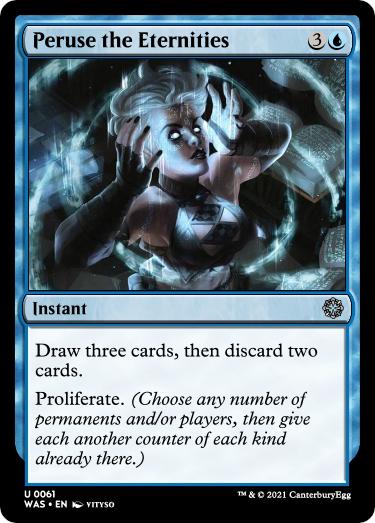 Peruse the Eternities 3
Instant
Draw three cards, then discard two
cards.
Proliferate. (Choose any number of
permanents and/or players, then give
each another counter of each kind
already there.)
U 0061
WAS • EN VITYSO
™ & © 2021 CanterburyEgg